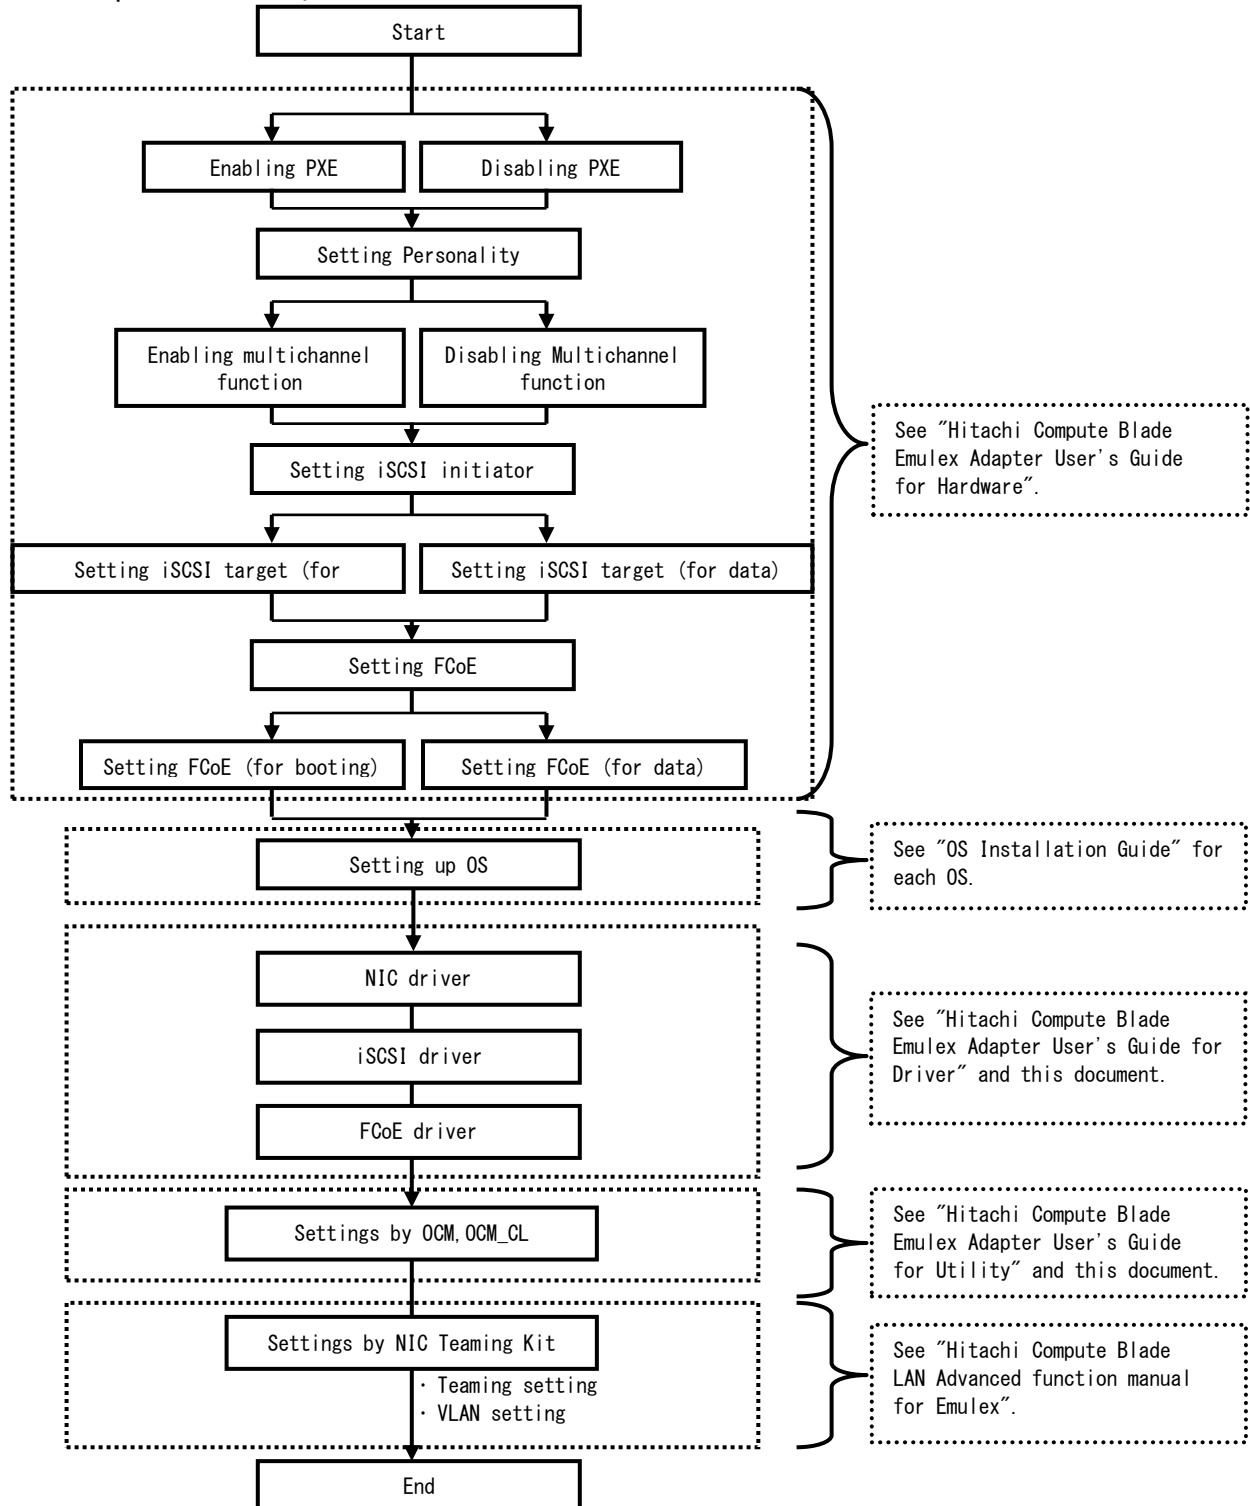 Start
Enabling PXE
Disabling PXE
Setting Personality
Enabling multichannel
function
Disabling Multichannel
function
Setting iSCSI initiator
Setting iSCSI target (for
Setting iSCSI target (for data)
Setting FCoE
Setting FCoE (for booting)
Setting FCoE (for data)
See "Hitachi Compute Blade
Emulex Adapter User's Guide
for Hardware".
Setting up OS
See "OS Installation Guide" for
each OS.
NIC driver
iSCSI driver
FCoE driver
See "Hitachi Compute Blade
Emulex Adapter User's Guide for
Driver" and this document.
Settings by OCM,OCM_CL
See "Hitachi Compute Blade
Emulex Adapter User's Guide
for Utility" and this document.
Settings by NIC Teaming Kit
・Teaming setting
・VLAN setting
See "Hitachi Compute Blade
LAN Advanced function manual
for Emulex".
End